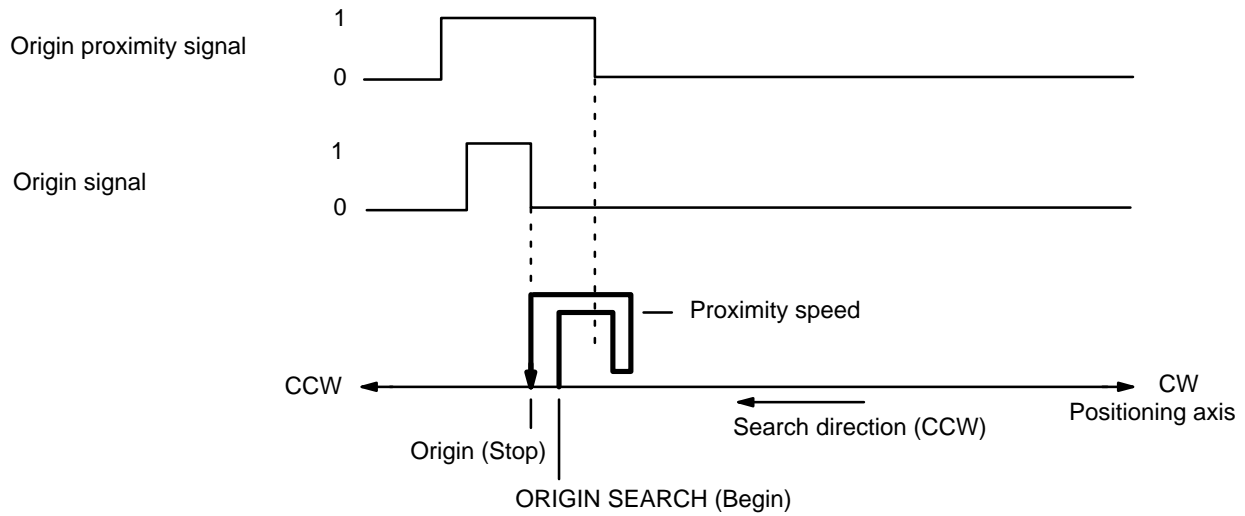 Origin proximity signal
1
0
Origin signal
1
0
Proximity speed
CCW
CW
Positioning axis
Search direction (CCW)
Origin (Stop)
ORIGIN SEARCH (Begin)